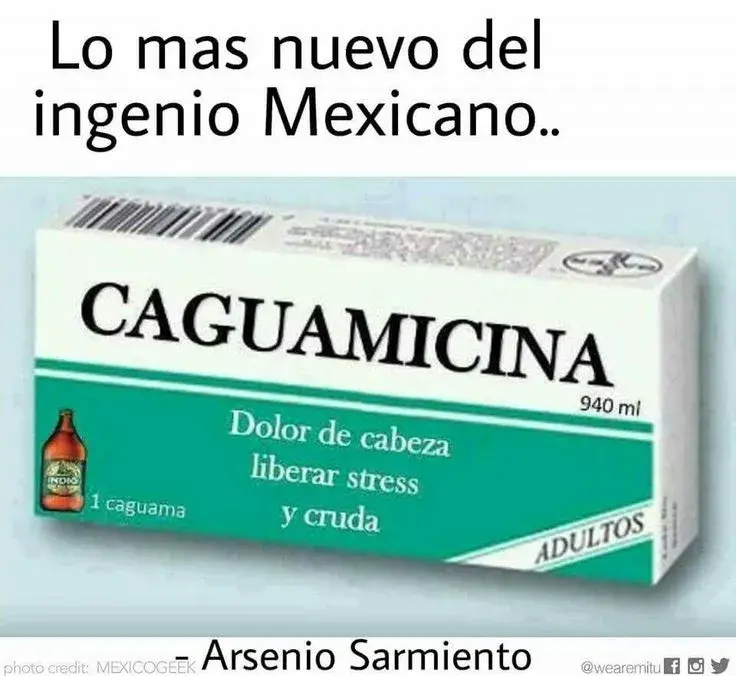 Lo mas nuevo del
ingenio Mexicano..
CAGUAMICINA
940 ml
Dolor de cabeza
liberar stress
y cruda
INDIO
1 caguama
ADULTOS
- Arsenio Sarmiento
photo credit: MEXICOGEEK
@wearemitu